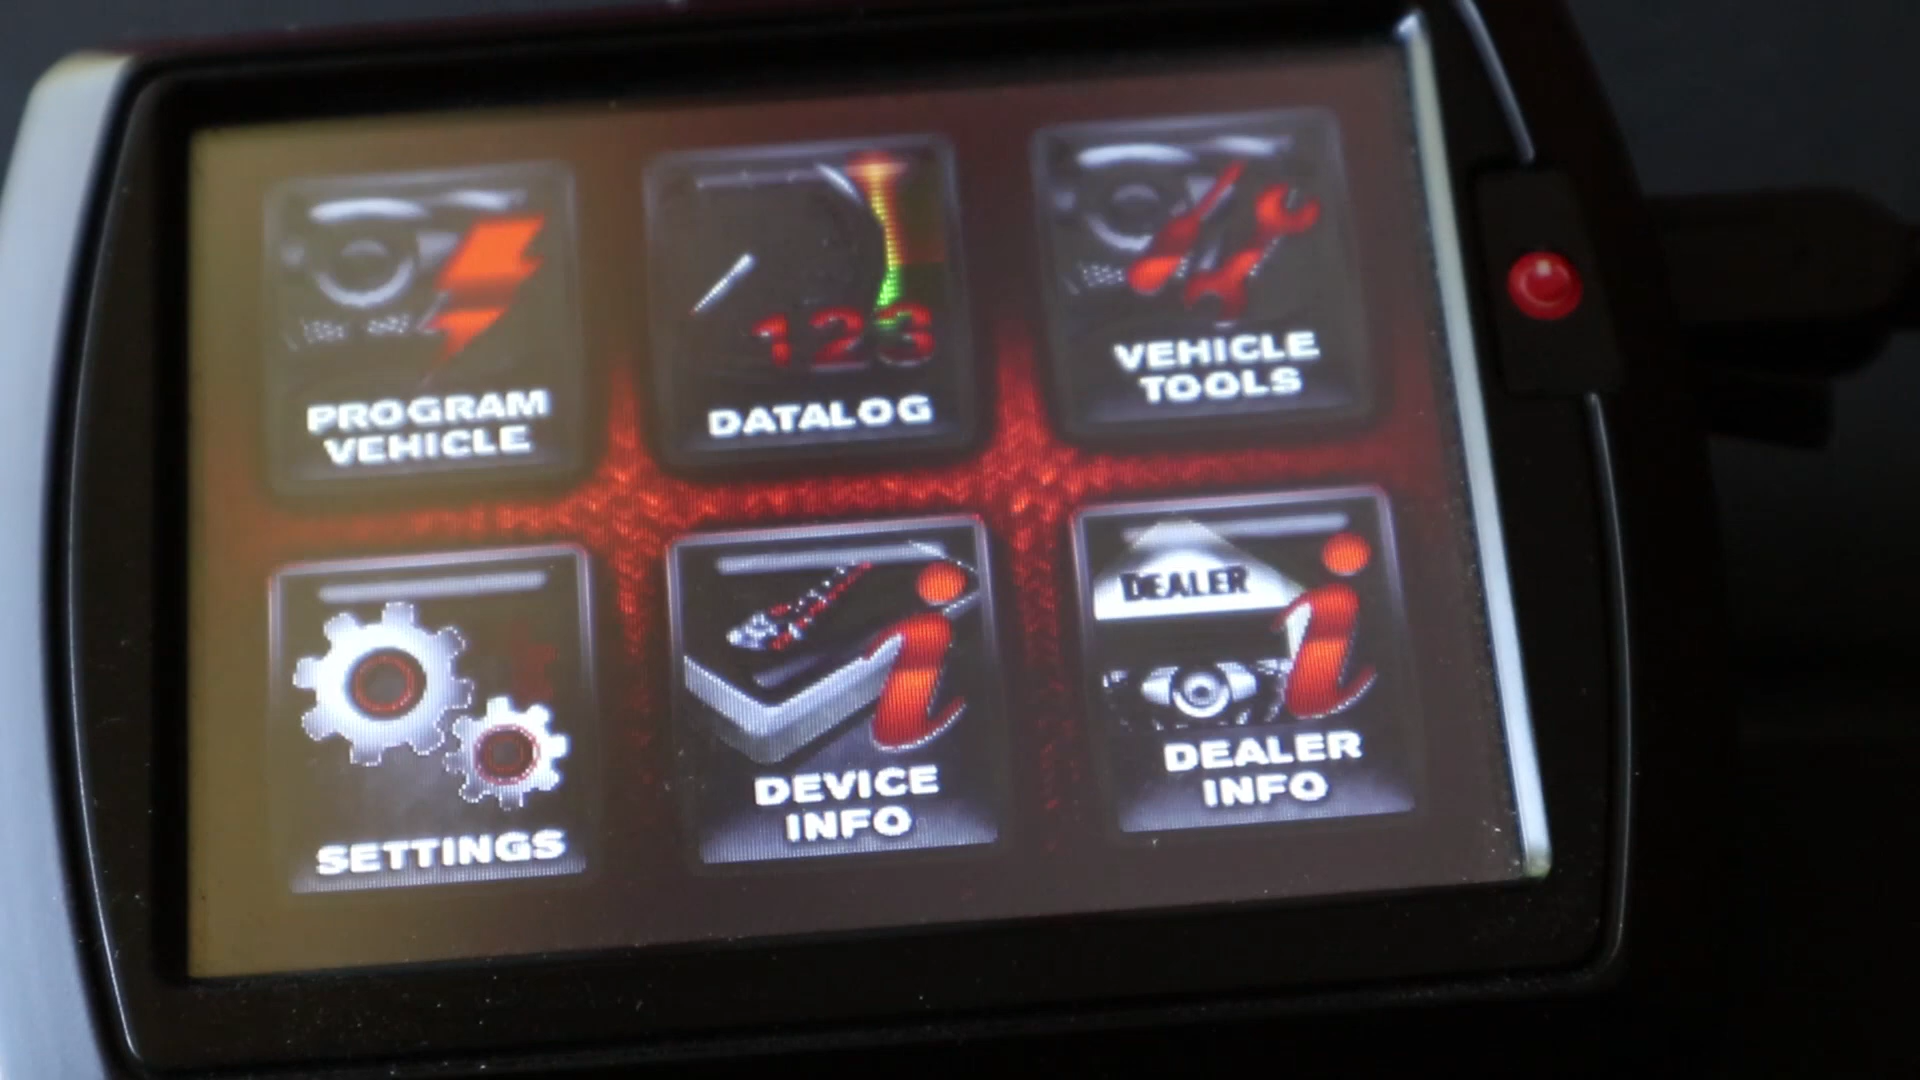 123
PROGRAM
VEHICLE
DATALOG
VEHICLE
TOOLS
DEALER
SETTINGS
DEVICE
INFO
DEALER
INFO